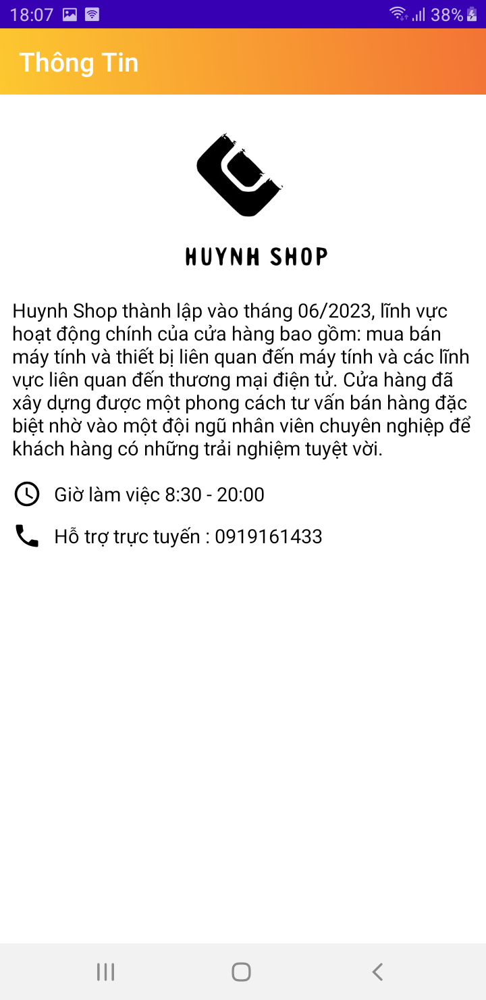 18:07 38%
Thông Tin
HUYNH SHOP
Huynh Shop thành lập vào tháng 06/2023, lĩnh vực
hoạt động chính của cửa hàng bao gồm: mua bán
máy tính và thiết bị liên quan đến máy tính và các lĩnh
vực liên quan đến thương mại điện tử. Cửa hàng đã
xây dựng được một phong cách tư vấn bán hàng đặc
biệt nhờ vào một đội ngũ nhân viên chuyên nghiệp để
khách hàng có những trải nghiệm tuyệt vời.
Giờ làm việc 8:30 - 20:00
Hỗ trợ trực tuyến : 0919161433